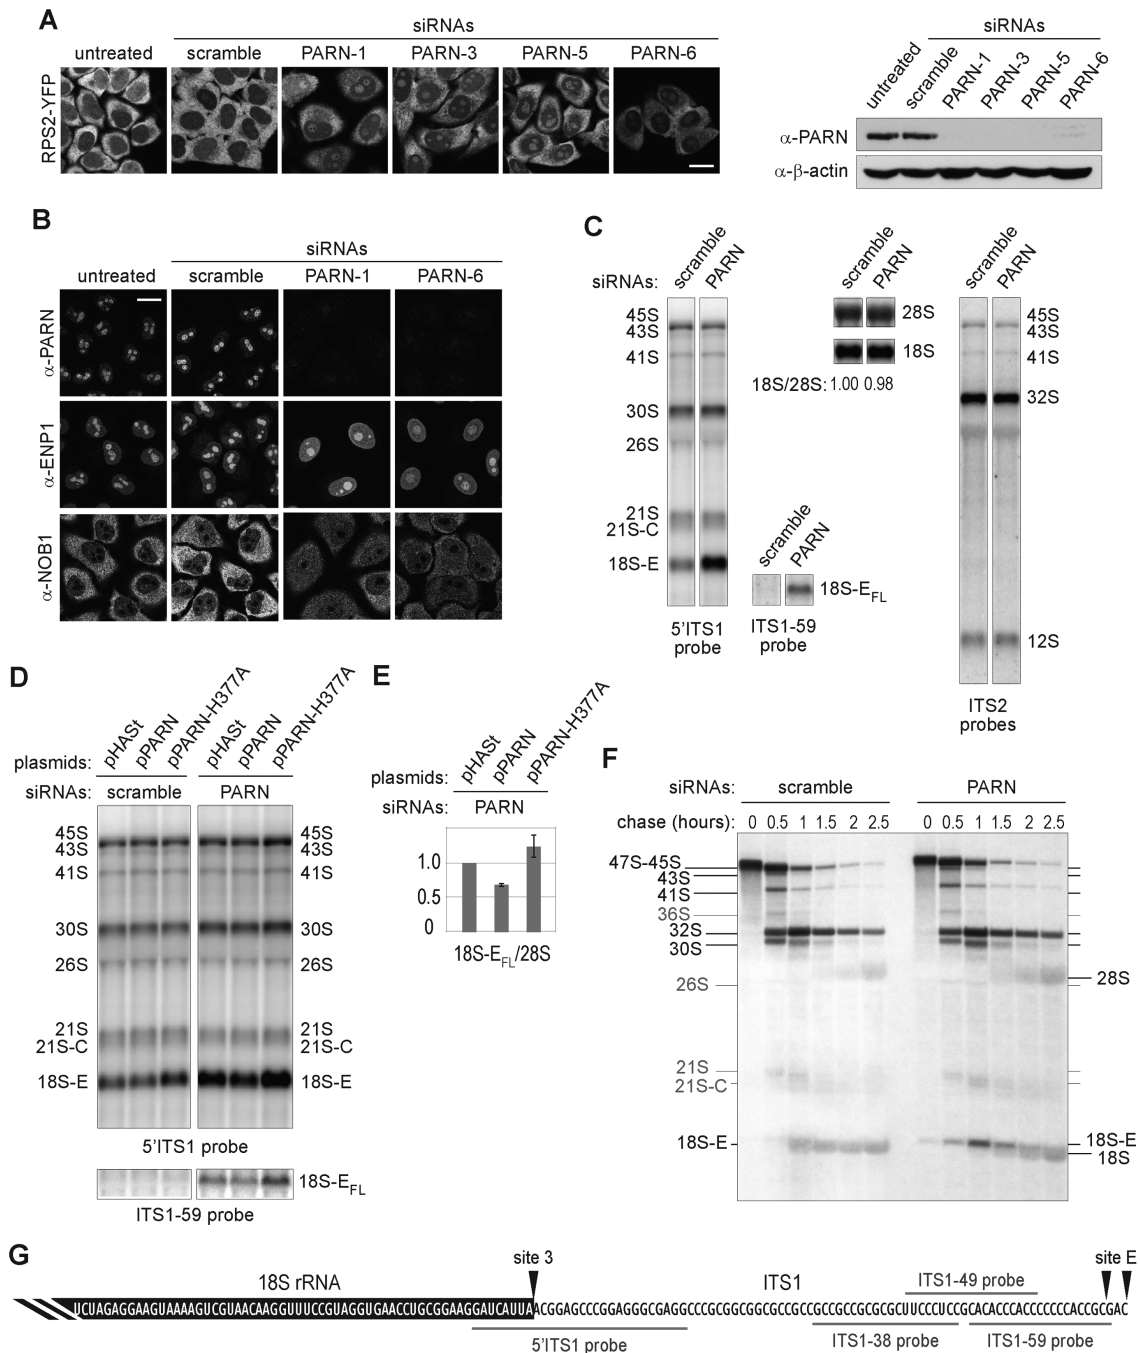 A
siRNAs
untreated scramble PARN-1 PARN-3 PARN-5 PARN-6
RPS2-YFP
siRNAs
untreated scramble PARN-1 PARN-3 PARN-5 PARN-6
α-PARN
α-β-actin
B
siRNAs
untreated scramble PARN-1 PARN-6
α-PARN
α-ENP1
α-NOB1
C
siRNAs: scramble PARN
45S
43S
41S
30S
26S
21S
21S-C
18S-E
5'ITS1
probe
scramble PARN
28S
18S
18S/28S: 1.00 0.98
scramble PARN
18S-EFL
ITS1-59
probe
scramble PARN
45S
43S
41S
32S
12S
ITS2
probes
D
plasmids: pHASt pPARN pPARN-H377A pHASt pPARN pPARN-H377A
siRNAs: scramble PARN
45S 45S
43S 43S
41S 41S
30S 30S
26S 26S
21S 21S
21S-C 21S-C
18S-E 18S-E
5'ITS1 probe
18S-EFL
ITS1-59 probe
E
plasmids: pHASt pPARN pPARN-H377A
siRNAs: PARN
1.0
0.5
0
18S-EFL/28S
F
siRNAs: scramble PARN
chase (hours): 0 0.5 1 1.5 2 2.5 0 0.5 1 1.5 2 2.5
47S-45S
43S
41S
36S
32S
30S
26S 28S
21S
21S-C
18S-E 18S-E
18S
G
site 3 site E
18S rRNA ITS1
ITS1-49 probe
UCUAGAGGAAGUAAAAGUCGUAACAAGGUUUCCGUAGGUGAACCUGCGGAAGGAUCAUUAACGGAGCCCGGAGGGCGAGGCCCGCGGCGGCGCCGCCGCCGCCGCGCGCUUCCCUCCGCACACCCACCCCCCCACCGCGAC
5'ITS1 probe
ITS1-38 probe
ITS1-59 probe